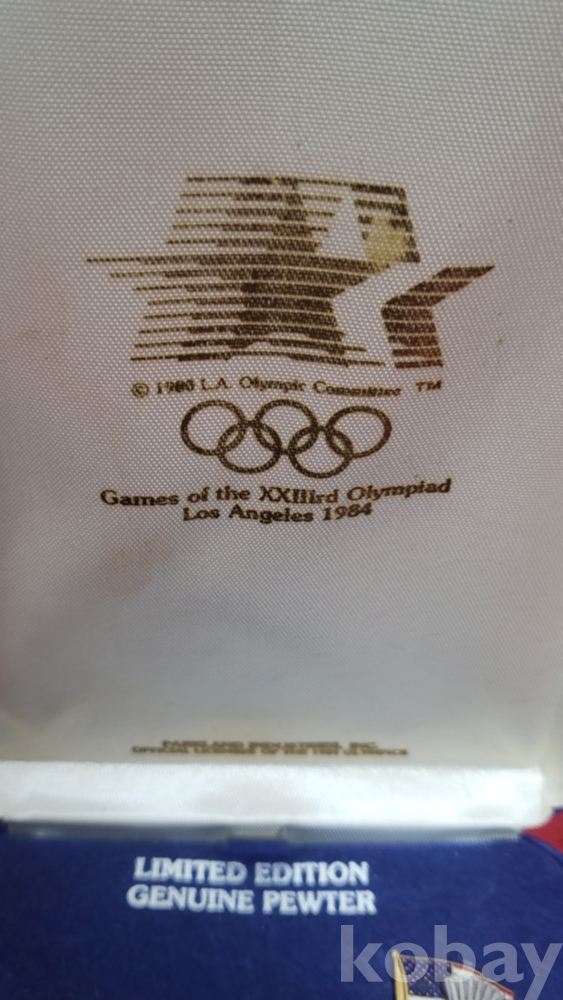 © 1980 L.A. Olympic Committee TM
Games of the XXIIIrd Olympiad
Los Angeles 1984
LIMITED EDITION
GENUINE PEWTER
kobay